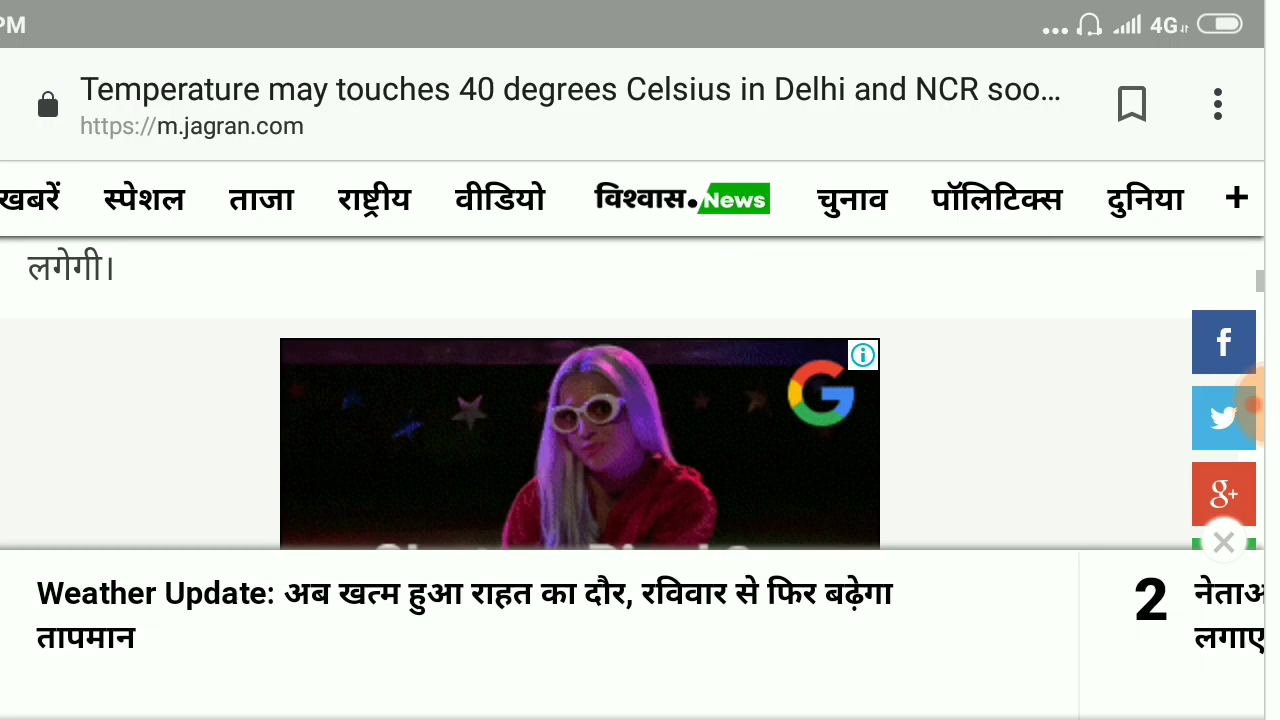 PM
4G
Temperature may touches 40 degrees Celsius in Delhi and NCR soo...
https://m.jagran.com
खबरें स्पेशल ताजा राष्ट्रीय वीडियो विश्वास.News चुनाव पॉलिटिक्स दुनिया +
लगेगी।
G
f
g+
Weather Update: अब खत्म हुआ राहत का दौर, रविवार से फिर बढ़ेगा
तापमान
2
लगाए